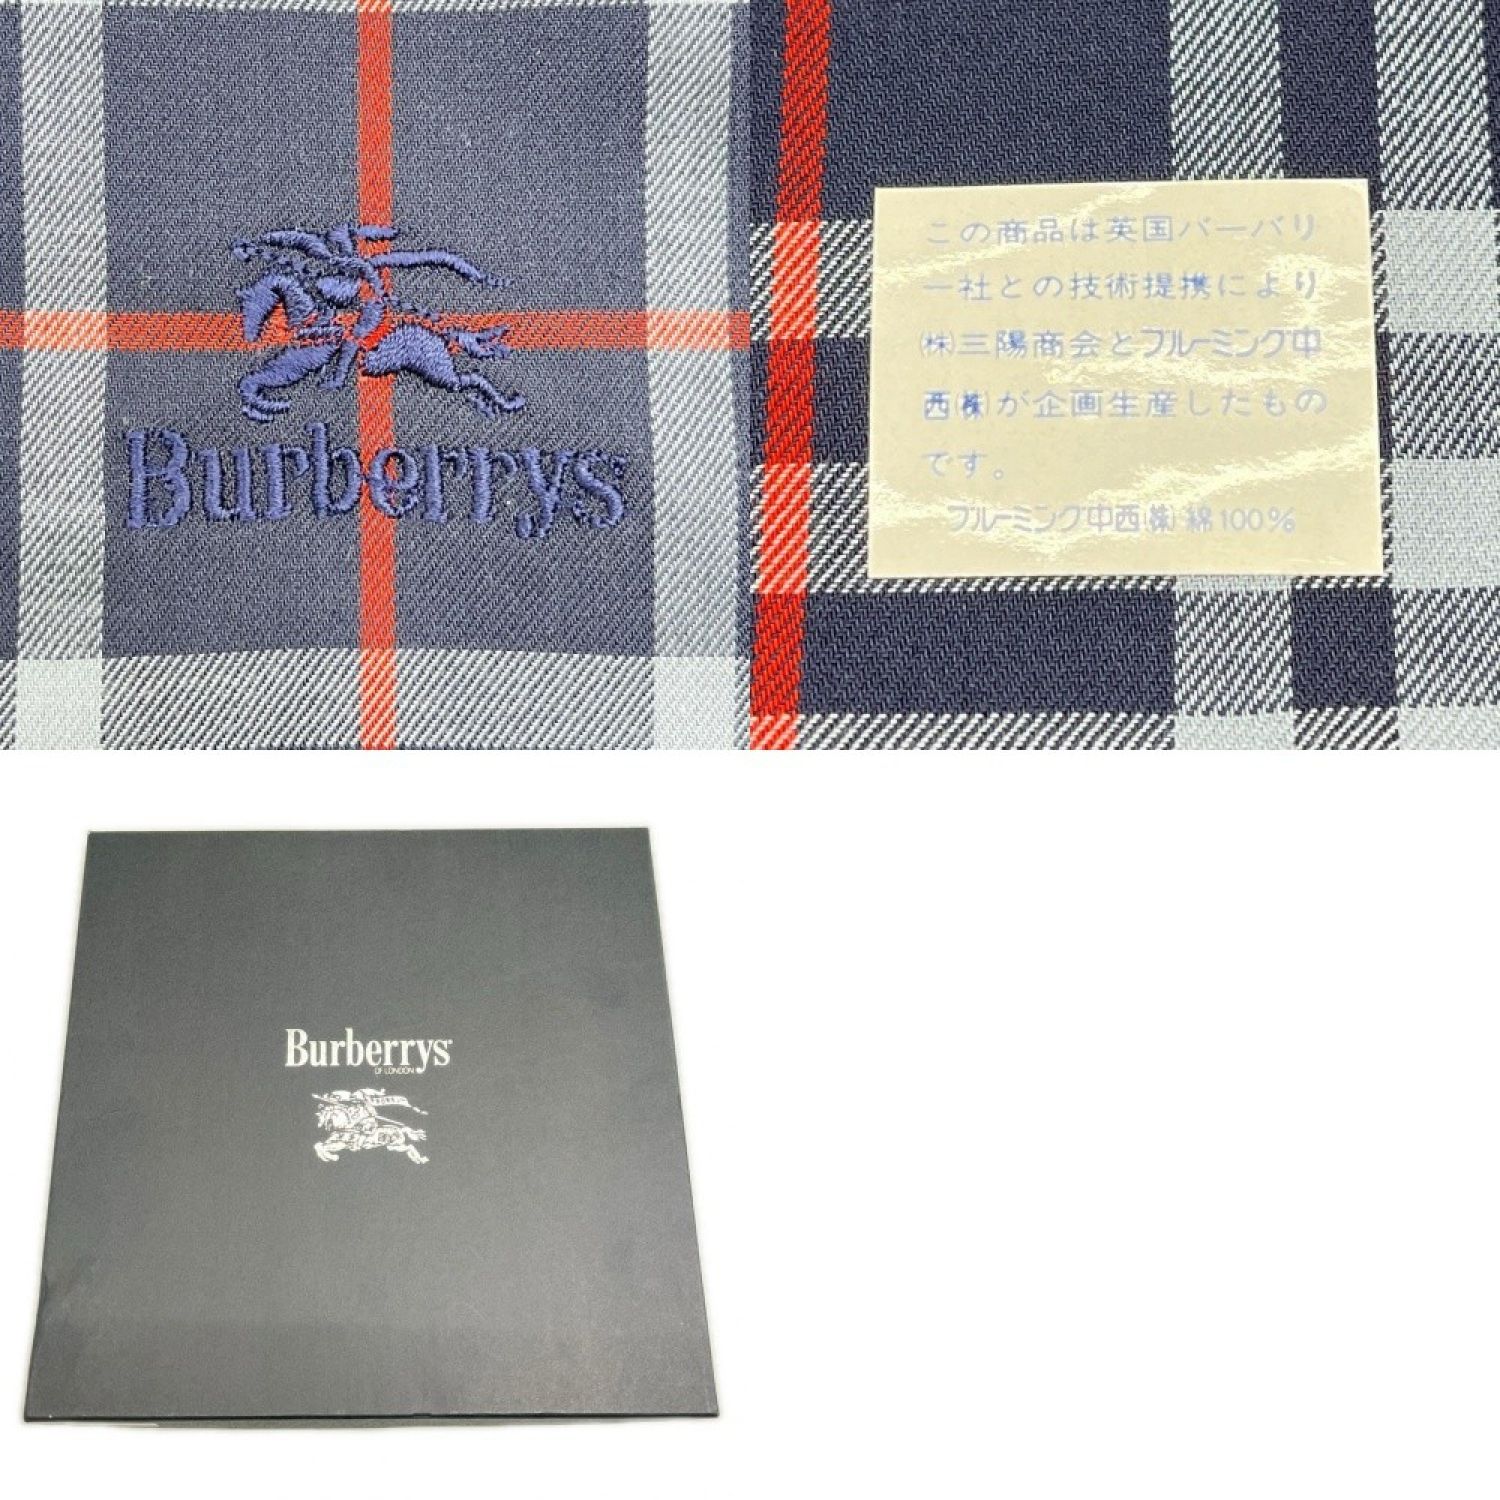 Burberrys
この商品は英国バーバリ
ー社との技術提携により
㈱三陽商会とブルーミング中
西㈱が企画生産したもの
です。
ブルーミング中西㈱ 綿100%
Burberrys
OF LONDON